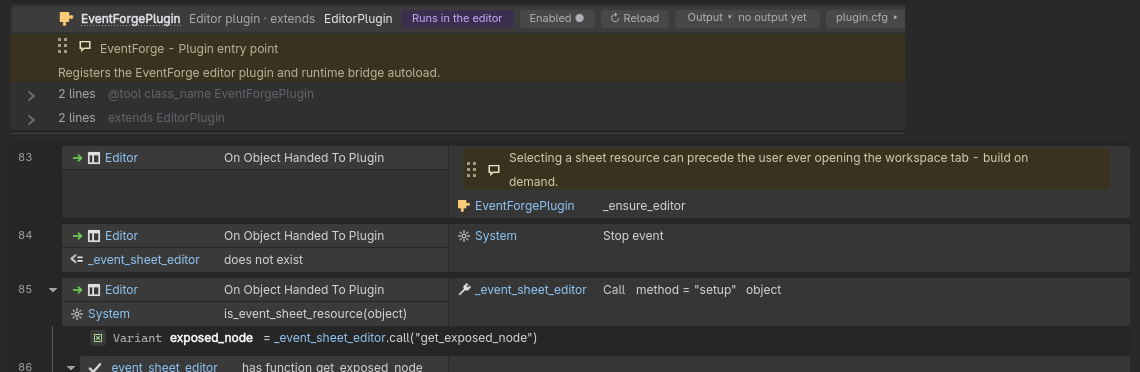 EventForgePlugin Editor plugin · extends EditorPlugin Runs in the editor Enabled Reload Output no output yet plugin.cfg
EventForge - Plugin entry point
Registers the EventForge editor plugin and runtime bridge autoload.
2 lines @tool class_name EventForgePlugin
2 lines extends EditorPlugin
83 Editor On Object Handed To Plugin Selecting a sheet resource can precede the user ever opening the workspace tab - build on
demand.
EventForgePlugin _ensure_editor
84 Editor On Object Handed To Plugin System Stop event
_event_sheet_editor does not exist
85 Editor On Object Handed To Plugin _event_sheet_editor Call method = "setup" object
System is_event_sheet_resource(object)
Variant exposed_node = _event_sheet_editor.call("get_exposed_node")
86 _event_sheet_editor has function get_exposed_node